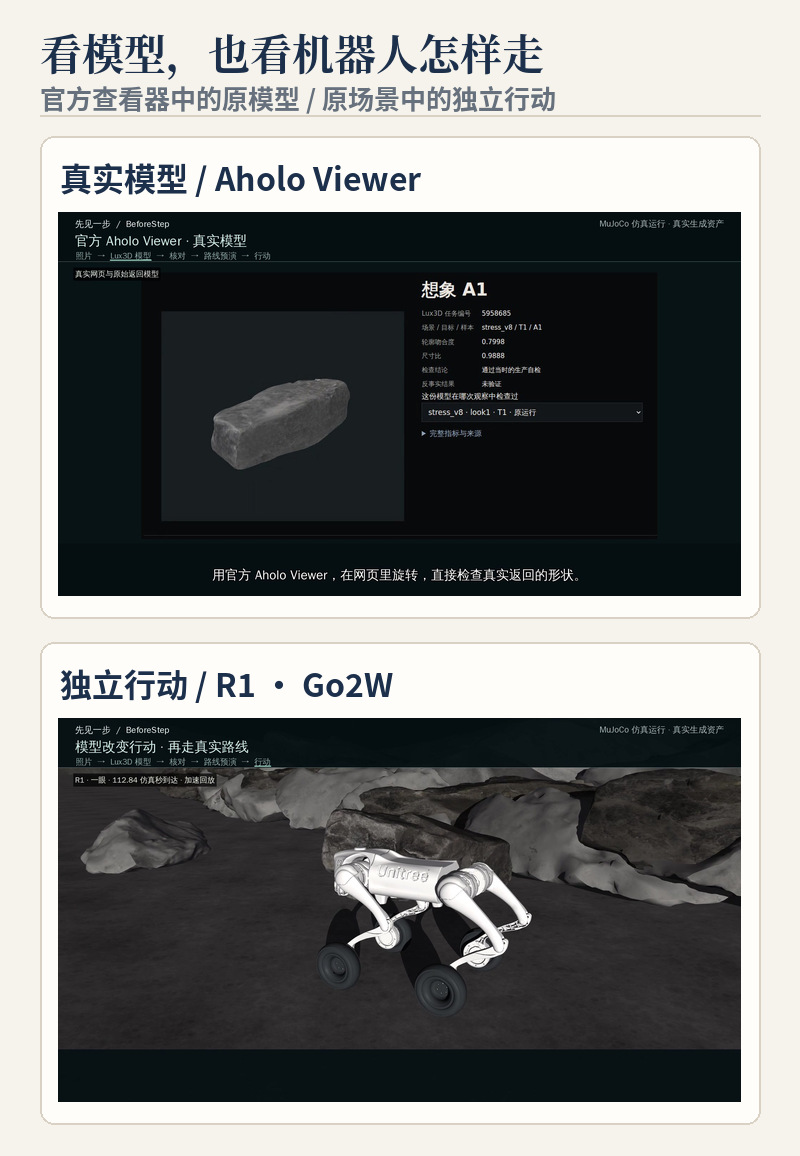 看模型，也看机器人怎样走
官方查看器中的原模型 / 原场景中的独立行动
真实模型 / Aholo Viewer
先见一步 / BeforeStep
MuJoCo 仿真运行 · 真实生成资产
官方 Aholo Viewer · 真实模型
照片 → Lux3D 模型 → 核对 → 路线预演 → 行动
真实网页与原始返回模型
想象 A1
Lux3D 任务编号 5958685
场景 / 目标 / 样本 stress_v8 / T1 / A1
轮廓吻合度 0.7998
尺寸比 0.9888
检查结论 通过当时的生产自检
反事实结果 未验证
这份模型在哪次观察中检查过
stress_v8 · look1 · T1 · 原运行
▶ 完整指标与来源
用官方 Aholo Viewer，在网页里旋转，直接检查真实返回的形状。
独立行动 / R1 · Go2W
先见一步 / BeforeStep
MuJoCo 仿真运行 · 真实生成资产
模型改变行动 · 再走真实路线
照片 → Lux3D 模型 → 核对 → 路线预演 → 行动
R1 · 一眼 · 112.84 仿真秒到达 · 加速回放
Unitree